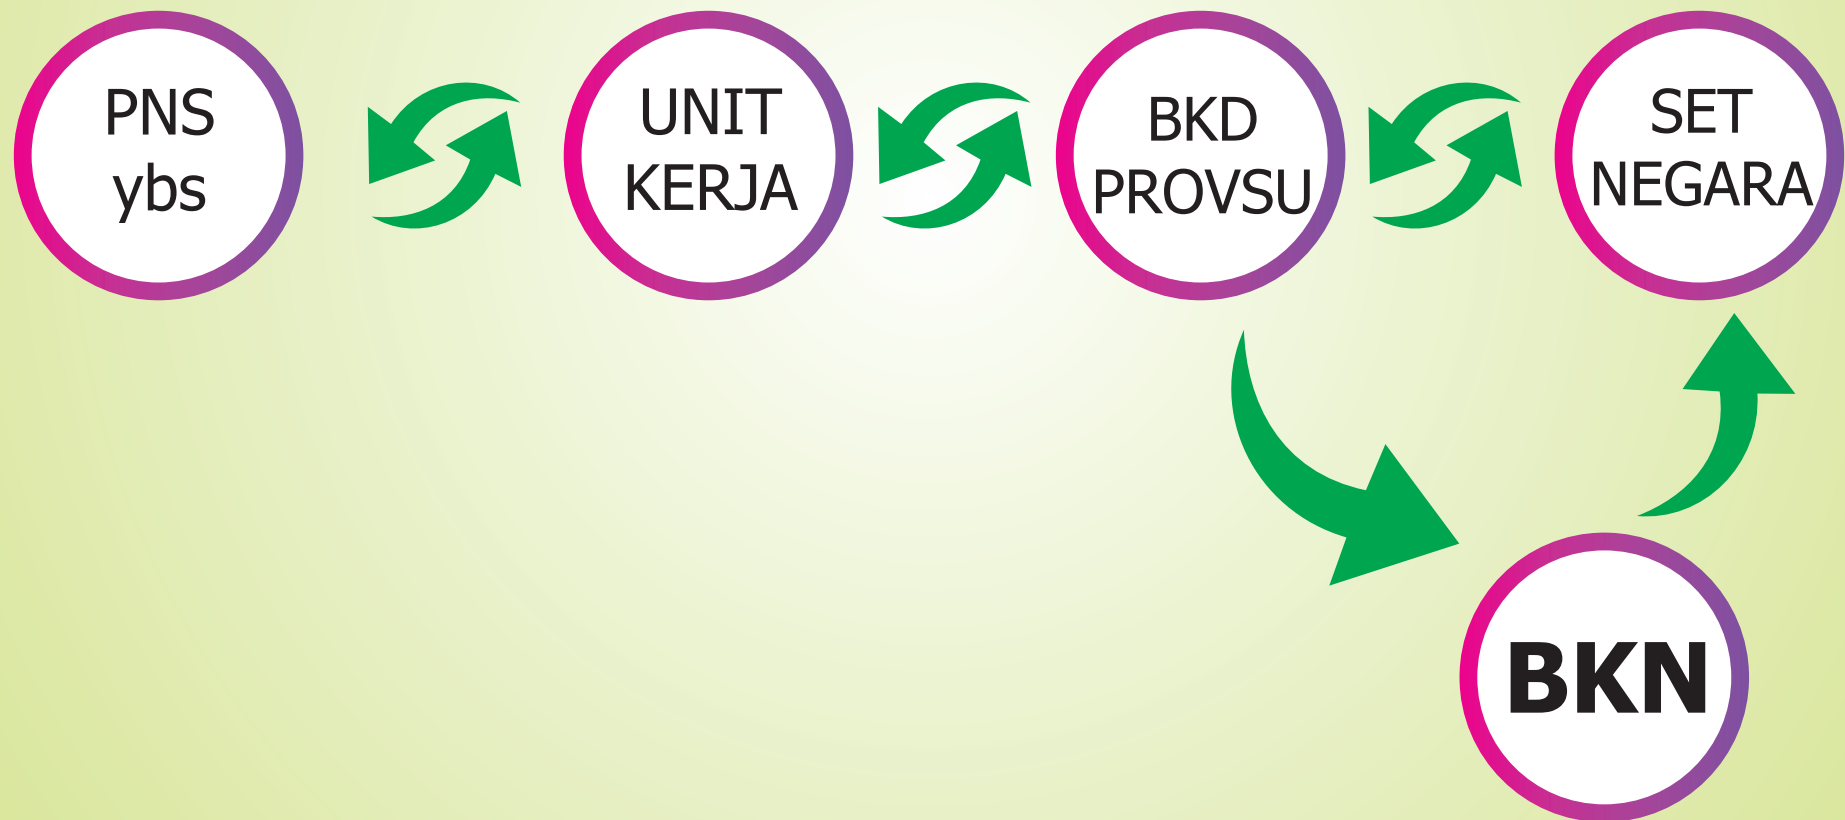 PNS
ybs
UNIT
KERJA
BKD
PROVSU
SET
NEGARA
BKN